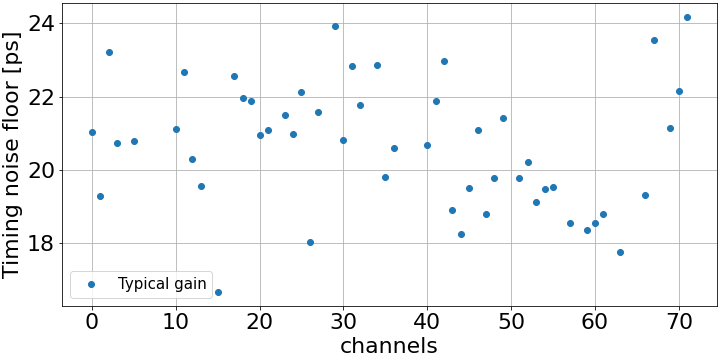 Timing noise floor [ps]
24
22
20
18
Typical gain
0 10 20 30 40 50 60 70
channels